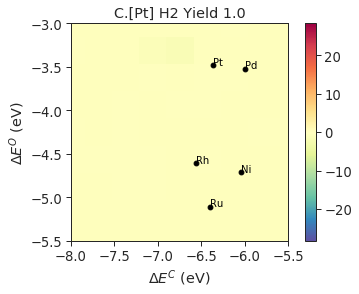 C.[Pt] H2 Yield 1.0
−3.0
−3.5
−4.0
−4.5
−5.0
−5.5
ΔE^O (eV)
Pt
Pd
Rh
Ni
Ru
−8.0 −7.5 −7.0 −6.5 −6.0 −5.5
ΔE^C (eV)
20
10
0
−10
−20